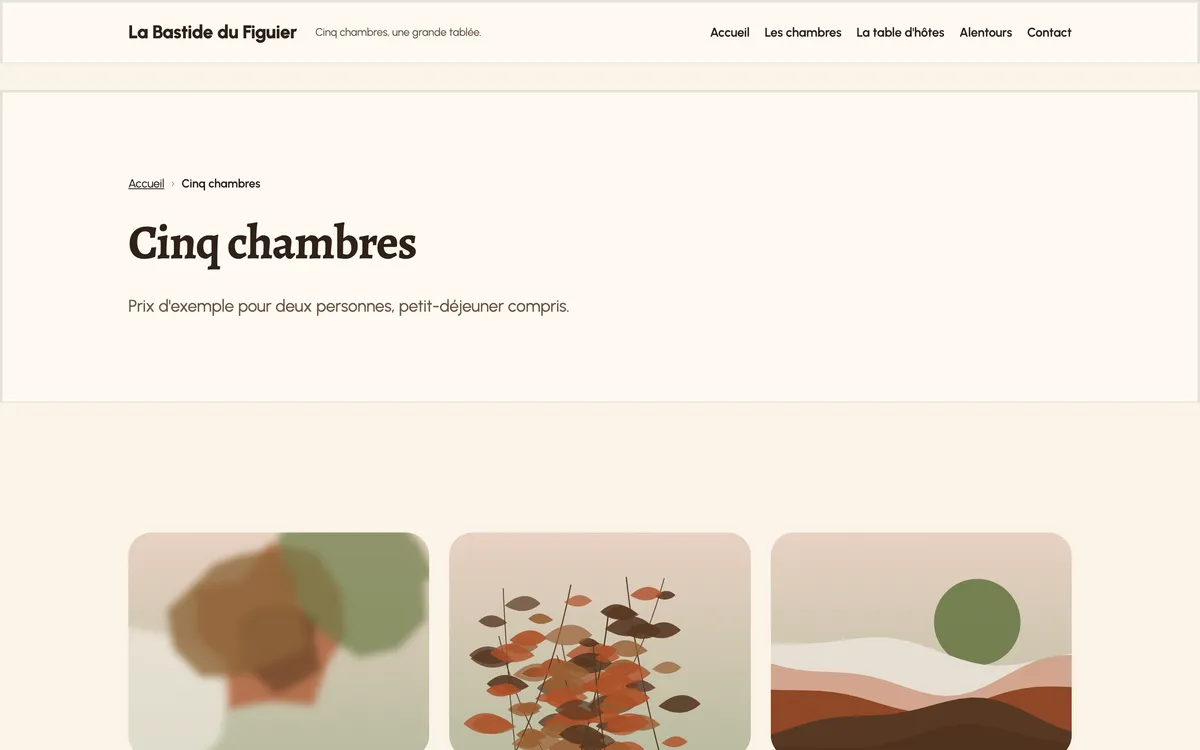 La Bastide du Figuier Cinq chambres, une grande tablée. Accueil Les chambres La table d'hôtes Alentours Contact
Accueil › Cinq chambres
Cinq chambres
Prix d'exemple pour deux personnes, petit-déjeuner compris.